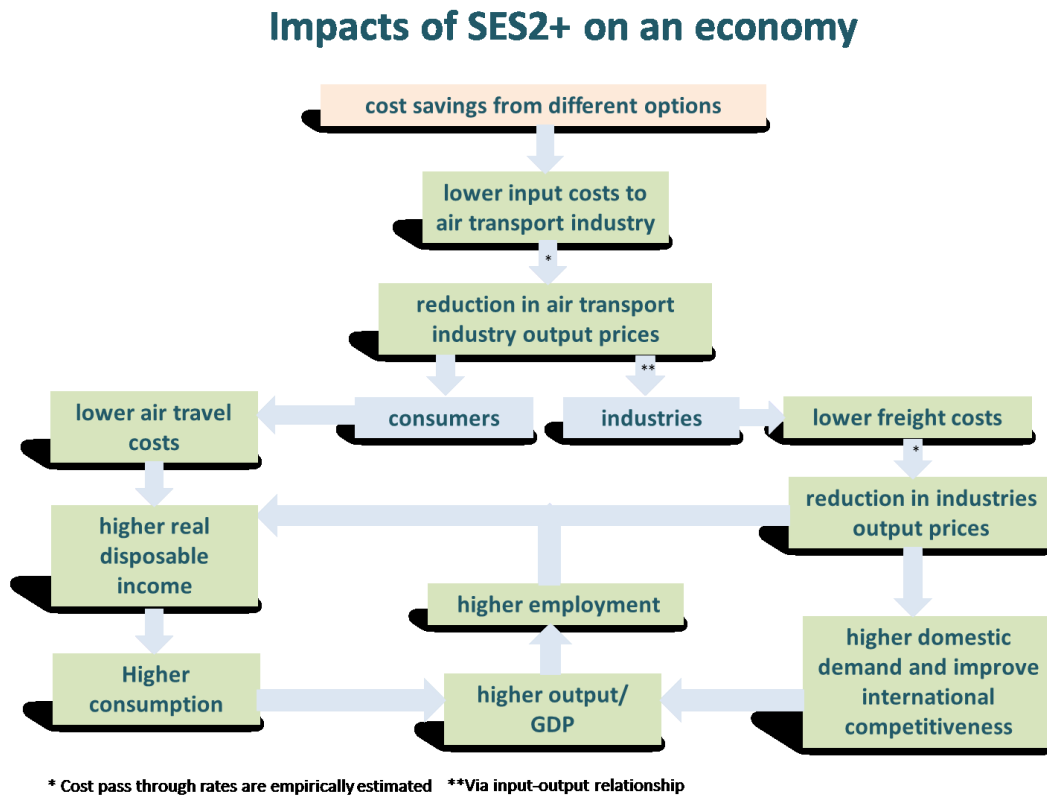 Impacts of SES2+ on an economy
cost savings from different options
lower input costs to
air transport industry
*
reduction in air transport
industry output prices
**
lower air travel
costs
consumers
industries
lower freight costs
*
higher real
disposable
income
reduction in industries
output prices
higher employment
higher domestic
demand and improve
international
competitiveness
Higher
consumption
higher output/
GDP
* Cost pass through rates are empirically estimated **Via input-output relationship